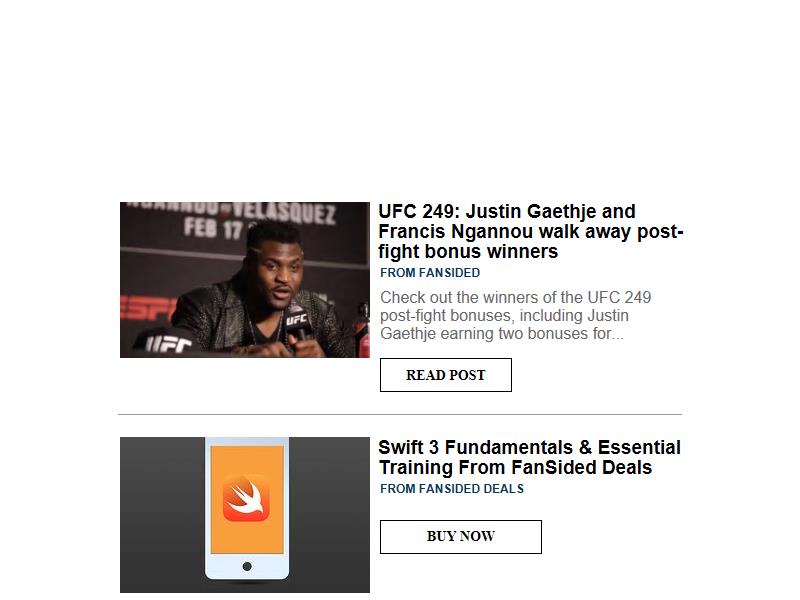 NGANNOU VELASQUEZ
FEB 17
ESPN
UFC
UFC
UFC 249: Justin Gaethje and
Francis Ngannou walk away post-
fight bonus winners
FROM FANSIDED
Check out the winners of the UFC 249
post-fight bonuses, including Justin
Gaethje earning two bonuses for...
READ POST
Swift 3 Fundamentals & Essential
Training From FanSided Deals
FROM FANSIDED DEALS
BUY NOW